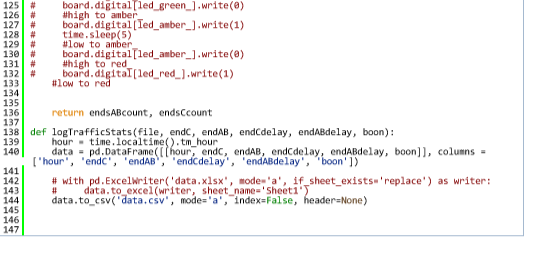 125 #     board.digital[led_green_].write(0)
126 #     #high to amber_
127 #     board.digital[led_amber_].write(1)
128 #     time.sleep(5)
129 #     #low to amber_
130 #     board.digital[led_amber_].write(0)
131 #     #high to red_
132 #     board.digital[led_red_].write(1)
133     #low to red
134
135
136     return endsABcount, endsCcount
137
138 def logTrafficStats(file, endC, endAB, endCdelay, endABdelay, boon):
139     hour = time.localtime().tm_hour
140     data = pd.DataFrame([[hour, endC, endAB, endCdelay, endABdelay, boon]], columns =
['hour', 'endC', 'endAB', 'endCdelay', 'endABdelay', 'boon'])
141
142     # with pd.ExcelWriter('data.xlsx', mode='a', if_sheet_exists='replace') as writer:
143     #     data.to_excel(writer, sheet_name='Sheet1')
144     data.to_csv('data.csv', mode='a', index=False, header=None)
145
146
147